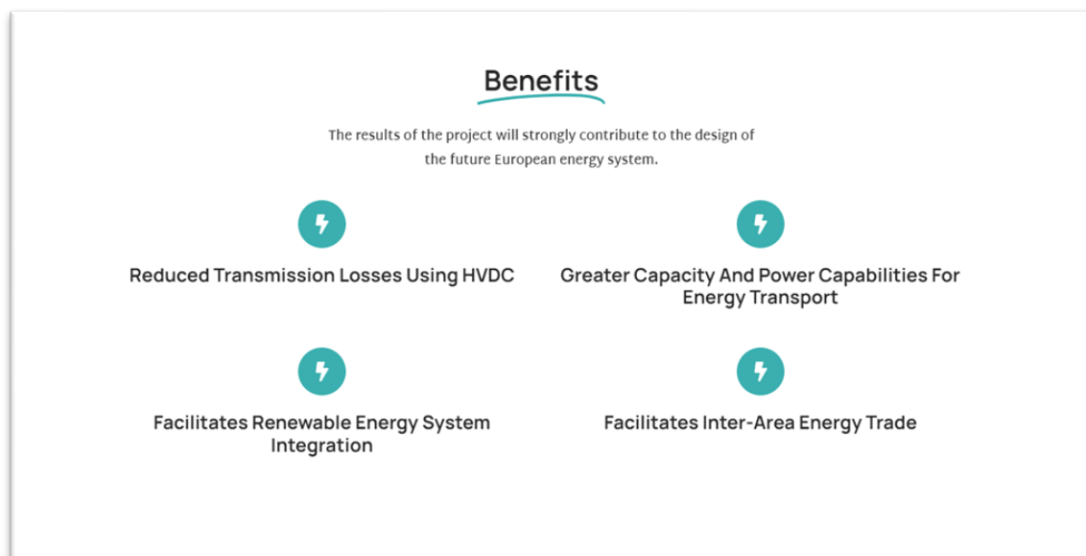 Benefits
The results of the project will strongly contribute to the design of
the future European energy system.
Reduced Transmission Losses Using HVDC
Greater Capacity And Power Capabilities For
Energy Transport
Facilitates Renewable Energy System
Integration
Facilitates Inter-Area Energy Trade